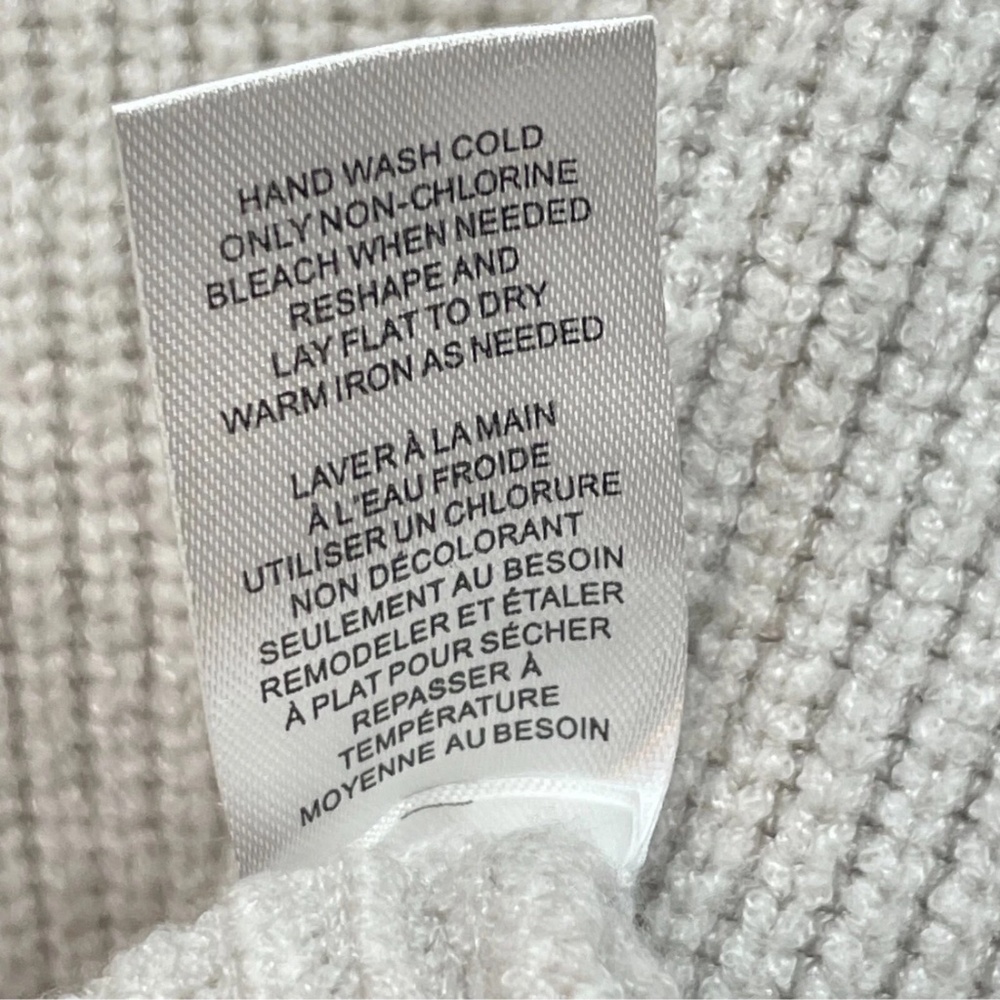 HAND WASH COLD
ONLY NON-CHLORINE
BLEACH WHEN NEEDED
RESHAPE AND
LAY FLAT TO DRY
WARM IRON AS NEEDED
LAVER À LA MAIN
À L'EAU FROIDE
UTILISER UN CHLORURE
NON DÉCOLORANT
SEULEMENT AU BESOIN
REMODELER ET ÉTALER
À PLAT POUR SÉCHER
REPASSER À
TEMPÉRATURE
MOYENNE AU BESOIN